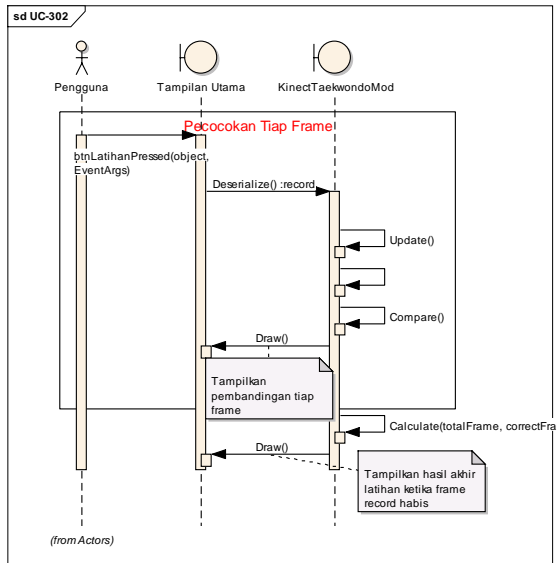 sd UC-302
Pengguna
Tampilan Utama
KinectTaekwondoMod
Pecocokan Tiap Frame
btnLatihanPressed(object,
EventArgs)
Deserialize() :record
Update()
Compare()
Draw()
Tampilkan
pembandingan tiap
frame
Calculate(totalFrame, correctFra
Draw()
Tampilkan hasil akhir
latihan ketika frame
record habis
(from Actors)